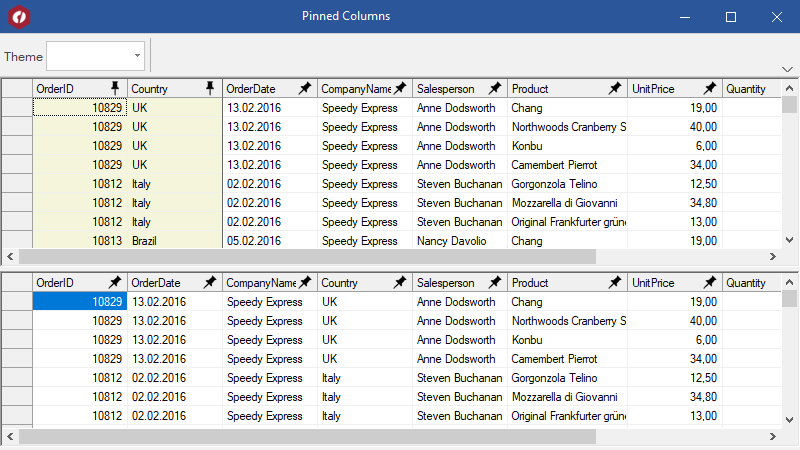 Pinned Columns
Theme
OrderID Country OrderDate CompanyName Salesperson Product UnitPrice Quantity
10829 UK 13.02.2016 Speedy Express Anne Dodsworth Chang 19,00
10829 UK 13.02.2016 Speedy Express Anne Dodsworth Northwoods Cranberry S 40,00
10829 UK 13.02.2016 Speedy Express Anne Dodsworth Konbu 6,00
10829 UK 13.02.2016 Speedy Express Anne Dodsworth Camembert Pierrot 34,00
10812 Italy 02.02.2016 Speedy Express Steven Buchanan Gorgonzola Telino 12,50
10812 Italy 02.02.2016 Speedy Express Steven Buchanan Mozzarella di Giovanni 34,80
10812 Italy 02.02.2016 Speedy Express Steven Buchanan Original Frankfurter grüne 13,00
10813 Brazil 05.02.2016 Speedy Express Nancy Davolio Chang 19,00
OrderID OrderDate CompanyName Country Salesperson Product UnitPrice Quantity
10829 13.02.2016 Speedy Express UK Anne Dodsworth Chang 19,00
10829 13.02.2016 Speedy Express UK Anne Dodsworth Northwoods Cranberry S 40,00
10829 13.02.2016 Speedy Express UK Anne Dodsworth Konbu 6,00
10829 13.02.2016 Speedy Express UK Anne Dodsworth Camembert Pierrot 34,00
10812 02.02.2016 Speedy Express Italy Steven Buchanan Gorgonzola Telino 12,50
10812 02.02.2016 Speedy Express Italy Steven Buchanan Mozzarella di Giovanni 34,80
10812 02.02.2016 Speedy Express Italy Steven Buchanan Original Frankfurter grüne 13,00